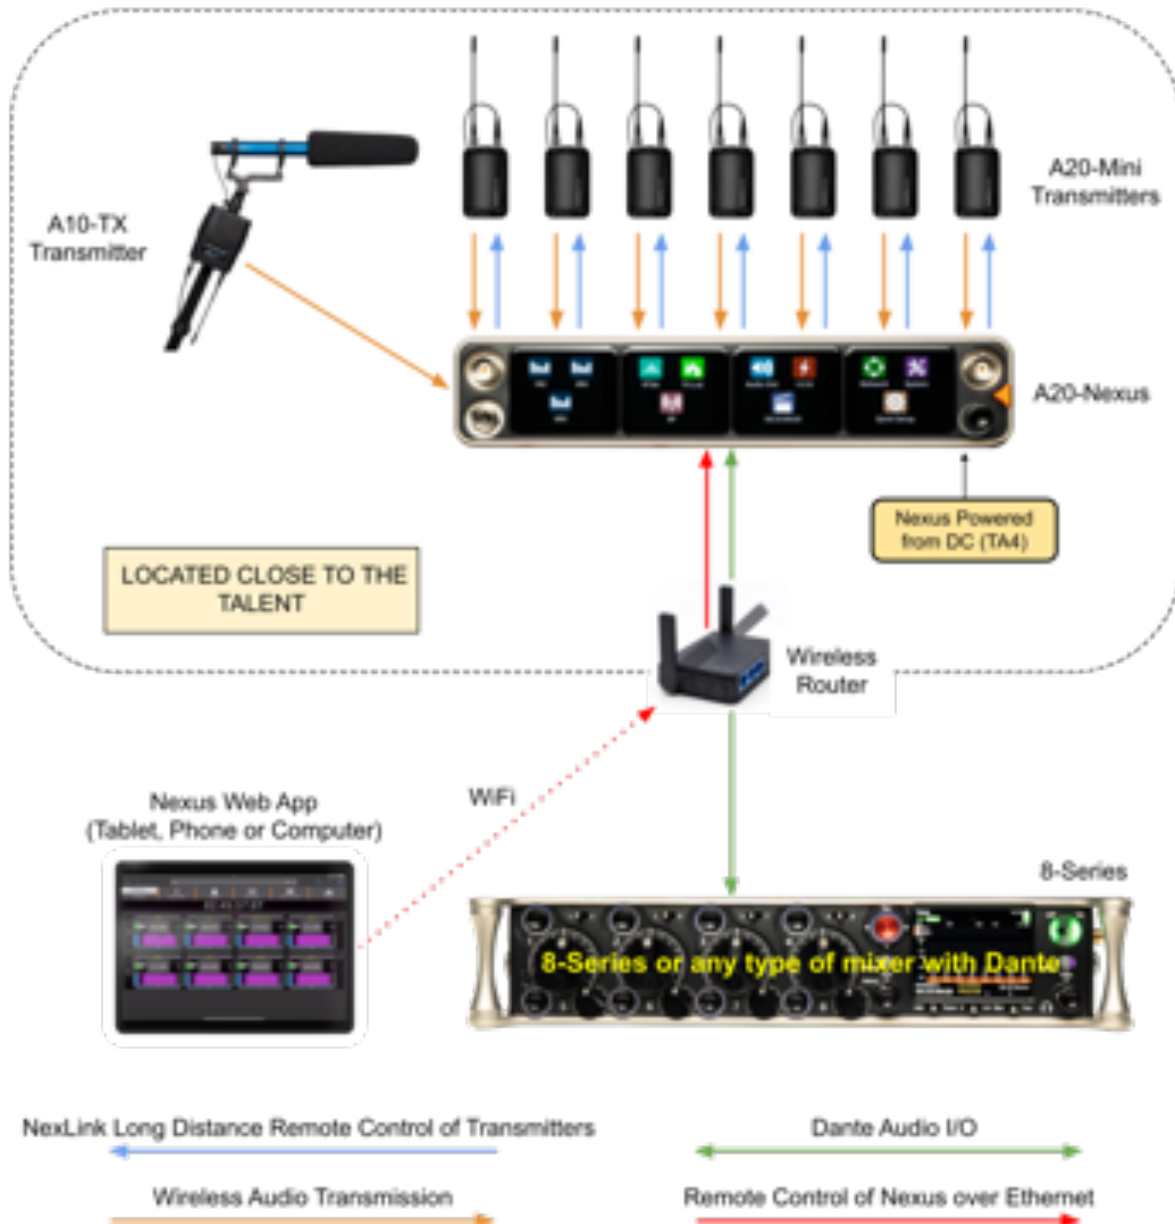 A10-TX
Transmitter
A20-Mini
Transmitters
A20-Nexus
Nexus Powered
from DC (TA4)
LOCATED CLOSE TO THE
TALENT
Wireless
Router
WiFi
Nexus Web App
(Tablet, Phone or Computer)
8-Series
8-Series or any type of mixer with Dante
NexLink Long Distance Remote Control of Transmitters
Dante Audio I/O
Wireless Audio Transmission
Remote Control of Nexus over Ethernet